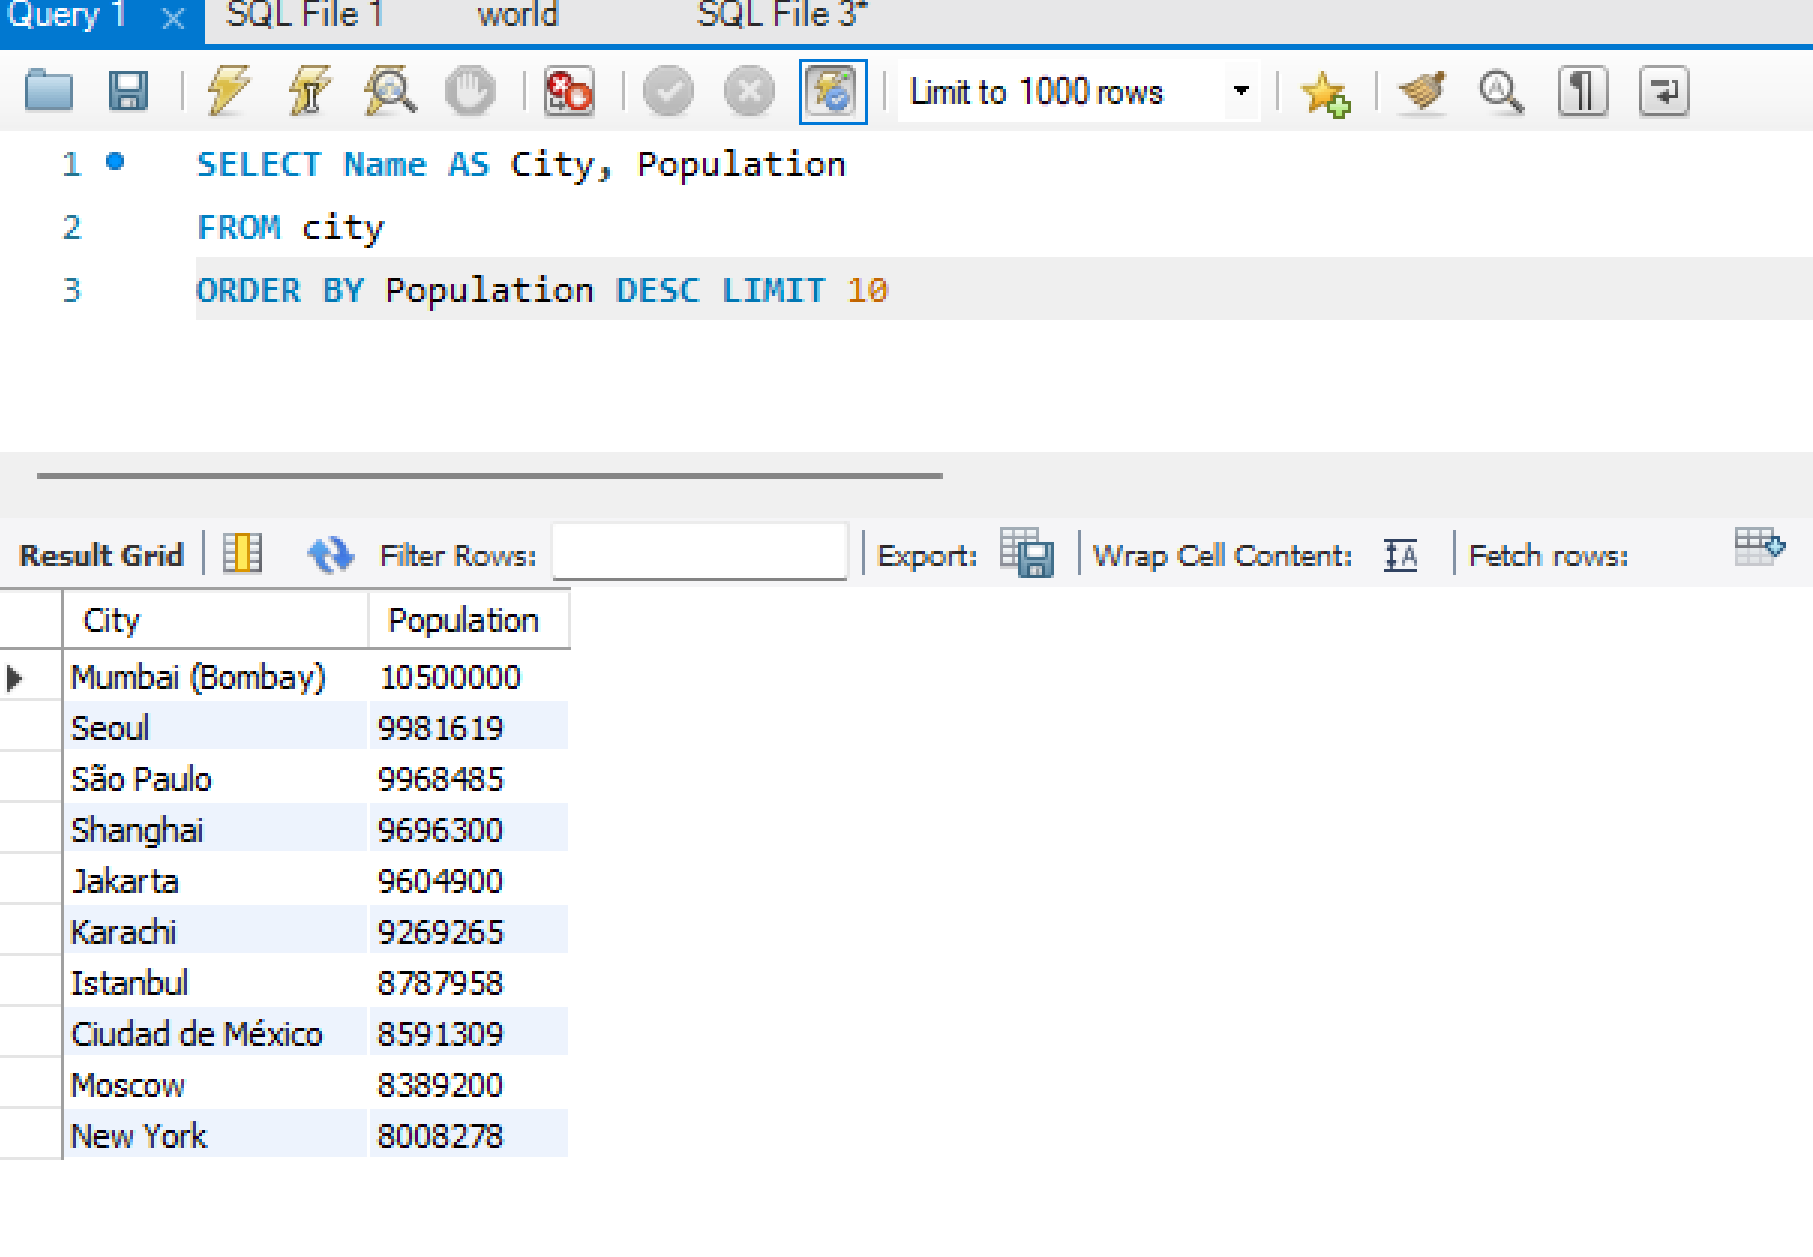 Query 1 SQL File 1 world SQL File 3*
Limit to 1000 rows
1 SELECT Name AS City, Population
2 FROM city
3 ORDER BY Population DESC LIMIT 10
Result Grid Filter Rows: Export: Wrap Cell Content: Fetch rows:
City Population
Mumbai (Bombay) 10500000
Seoul 9981619
São Paulo 9968485
Shanghai 9696300
Jakarta 9604900
Karachi 9269265
Istanbul 8787958
Ciudad de México 8591309
Moscow 8389200
New York 8008278